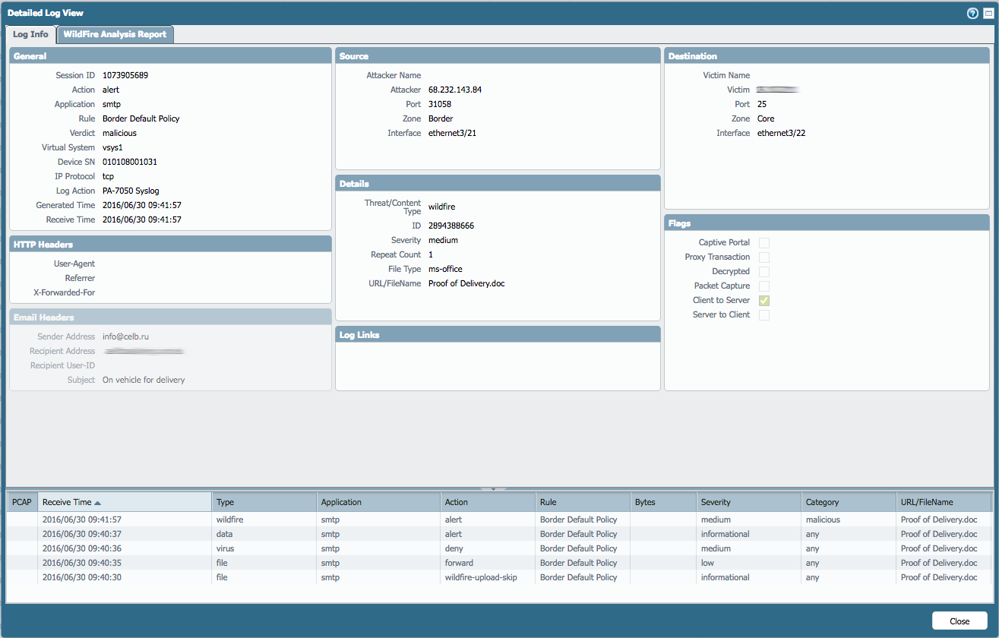 Detailed Log View
Log Info
WildFire Analysis Report
General
Session ID 1073905689
Action alert
Application smtp
Rule Border Default Policy
Verdict malicious
Virtual System vsys1
Device SN 010108001031
IP Protocol tcp
Log Action PA-7050 Syslog
Generated Time 2016/06/30 09:41:57
Receive Time 2016/06/30 09:41:57
HTTP Headers
User-Agent
Referrer
X-Forwarded-For
Email Headers
Sender Address info@celb.ru
Recipient Address
Recipient User-ID
Subject On vehicle for delivery
Source
Attacker Name
Attacker 68.232.143.84
Port 31058
Zone Border
Interface ethernet3/21
Details
Threat/Content
Type wildfire
ID 2894388666
Severity medium
Repeat Count 1
File Type ms-office
URL/FileName Proof of Delivery.doc
Log Links
Destination
Victim Name
Victim
Port 25
Zone Core
Interface ethernet3/22
Flags
Captive Portal
Proxy Transaction
Decrypted
Packet Capture
Client to Server
Server to Client
PCAP Receive Time Type Application Action Rule Bytes Severity Category URL/FileName
2016/06/30 09:41:57 wildfire smtp alert Border Default Policy medium malicious Proof of Delivery.doc
2016/06/30 09:40:37 data smtp alert Border Default Policy informational any Proof of Delivery.doc
2016/06/30 09:40:36 virus smtp deny Border Default Policy medium any Proof of Delivery.doc
2016/06/30 09:40:35 file smtp forward Border Default Policy low any Proof of Delivery.doc
2016/06/30 09:40:30 file smtp wildfire-upload-skip Border Default Policy informational any Proof of Delivery.doc
Close